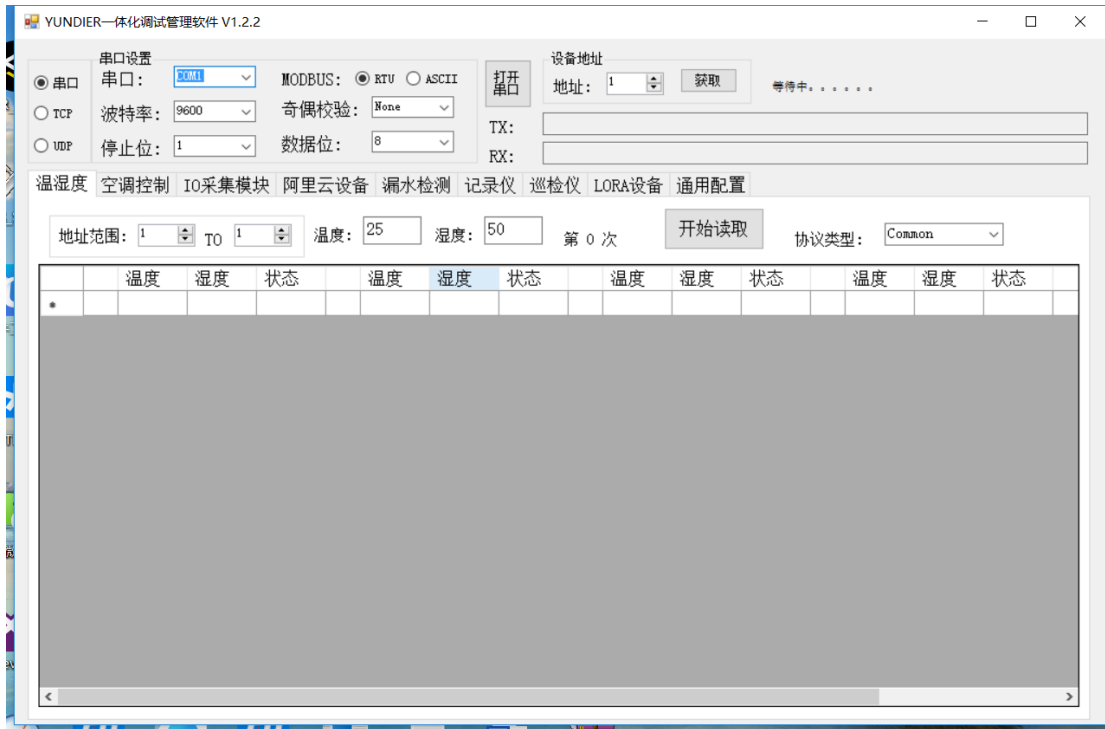 YUNDIER一体化调试管理软件 V1.2.2
串口设置
设备地址
串口
串口: COM1
MODBUS: RTU ASCII
打开串口
地址: 1
获取
等待中。。。。。。
TCP
波特率: 9600
奇偶校验: None
TX:
UDP
停止位: 1
数据位: 8
RX:
温湿度 空调控制 IO采集模块 阿里云设备 漏水检测 记录仪 巡检仪 LORA设备 通用配置
地址范围: 1 TO 1 温度: 25 湿度: 50 第 0 次 开始读取 协议类型: Common
温度 湿度 状态 温度 湿度 状态 温度 湿度 状态 温度 湿度 状态